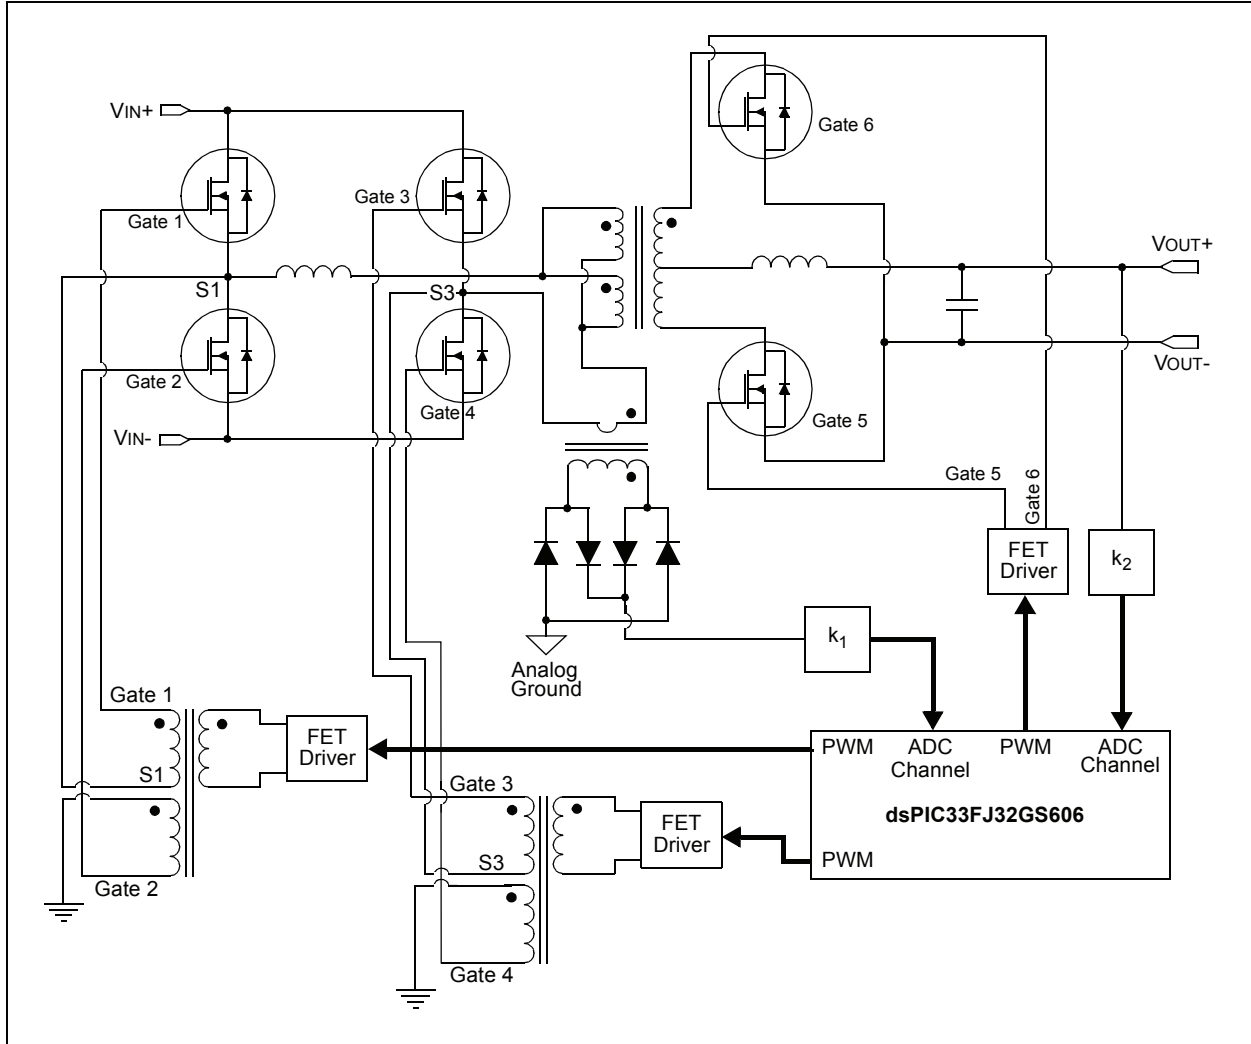 VIN+
Gate 1
Gate 3
Gate 6
S1
S3
VOUT+
Gate 2
Gate 4
VOUT-
Gate 5
VIN-
Gate 5
Gate 6
FET
Driver
k2
k1
Analog
Ground
Gate 1
S1
FET
Driver
Gate 2
Gate 3
S3
FET
Driver
Gate 4
PWM
ADC
Channel
PWM
ADC
Channel
dsPIC33FJ32GS606
PWM